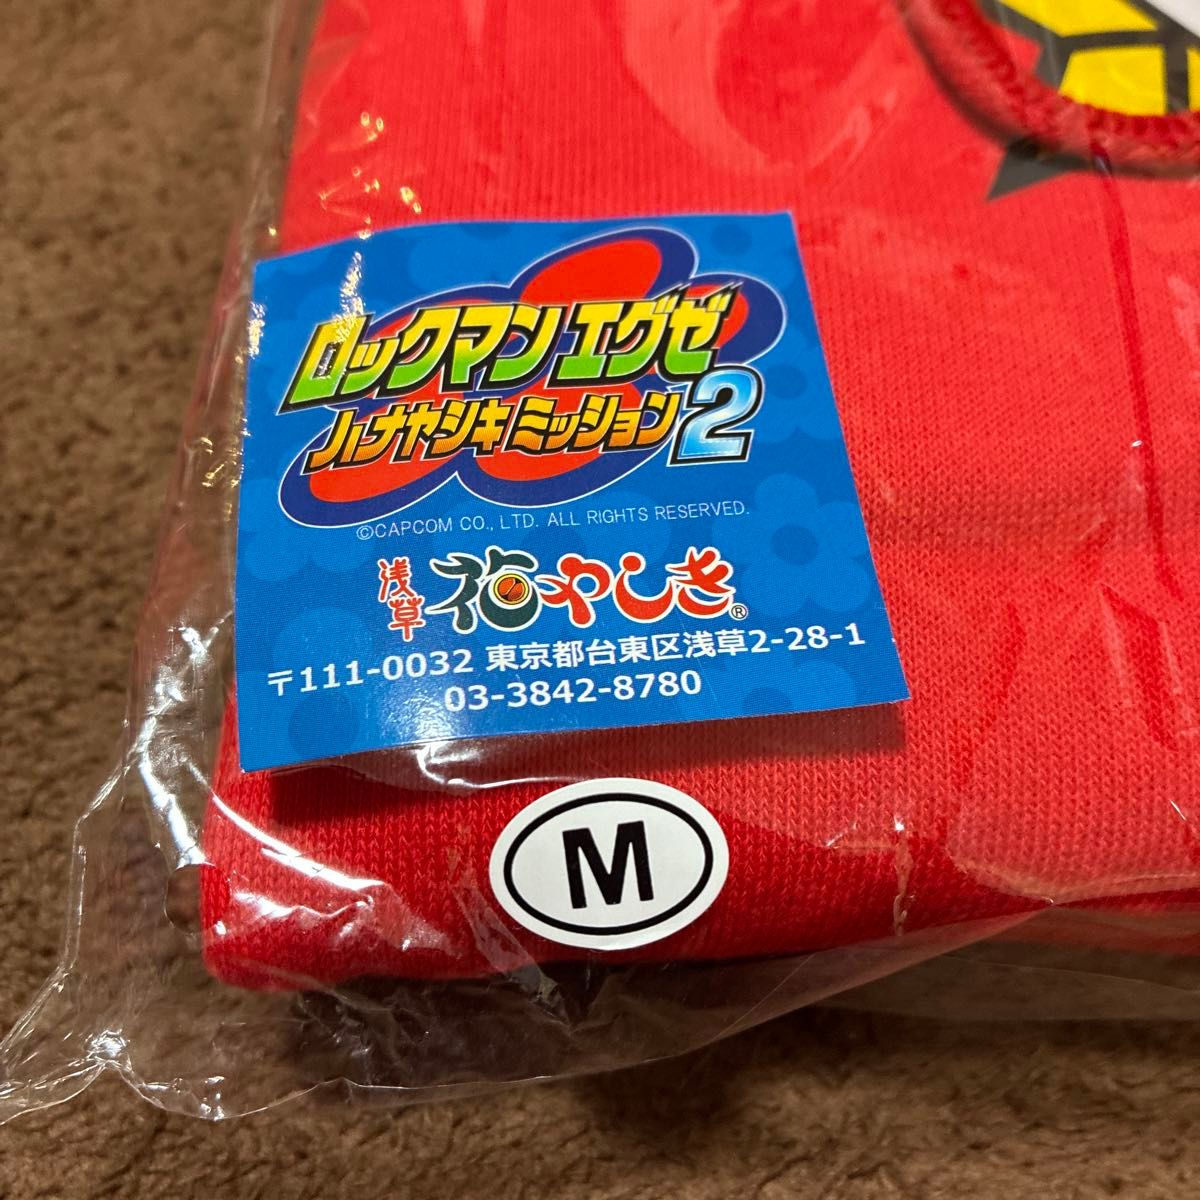 ロックマンエグゼ
ハナヤシキミッション2
©CAPCOM CO., LTD. ALL RIGHTS RESERVED.
浅草 花やしき®
〒111-0032 東京都台東区浅草2-28-1
03-3842-8780
M